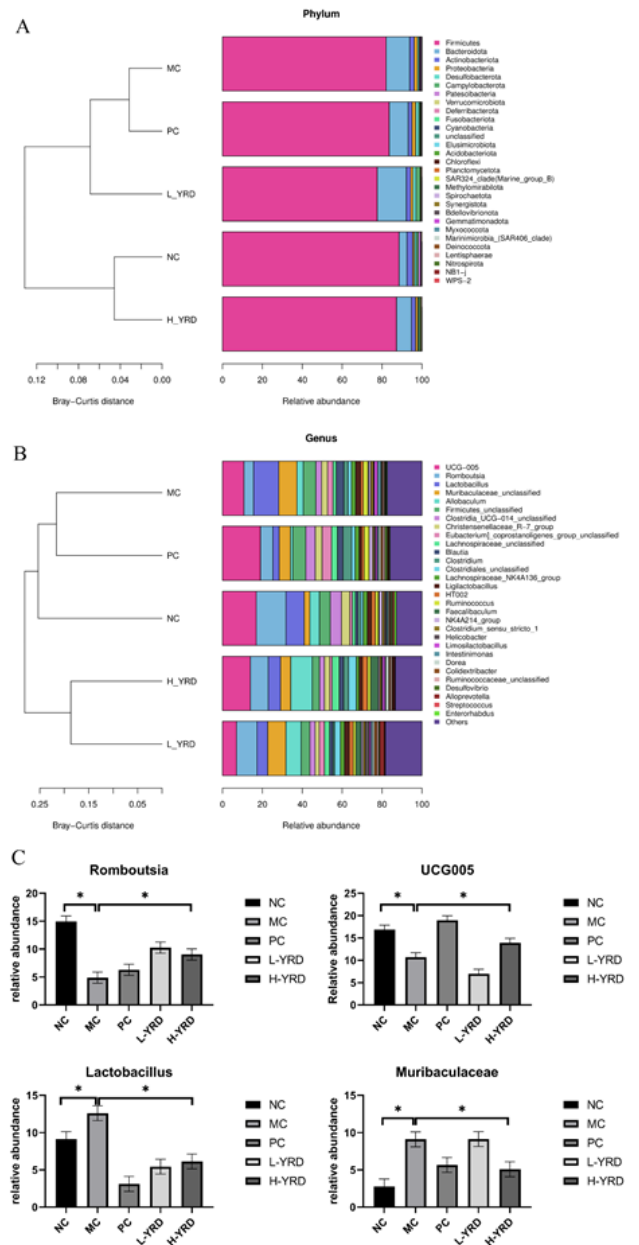 A
Phylum
MC
PC
L_YRD
NC
H_YRD
0.12 0.08 0.04 0.00
Bray-Curtis distance
0 20 40 60 80 100
Relative abundance
Firmicutes
Bacteroidota
Actinobacteriota
Proteobacteria
Desulfobacterota
Campylobacterota
Patescibacteria
Verrucomicrobiota
Deferribacterota
Fusobacteriota
Cyanobacteria
unclassified
Elusimicrobiota
Acidobacteriota
Chloroflexi
Planctomycetota
SAR324_clade(Marine_group_B)
Methylomirabilota
Spirochaetota
Synergistota
Bdellovibrionota
Gemmatimonadota
Myxococcota
Marinimicrobia_(SAR406_clade)
Deinococcota
Lentisphaerae
Nitrospirota
NB1-j
WPS-2
B
Genus
MC
PC
NC
H_YRD
L_YRD
0.25 0.15 0.05
Bray-Curtis distance
0 20 40 60 80 100
Relative abundance
UCG-005
Romboutsia
Lactobacillus
Muribaculaceae_unclassified
Allobaculum
Firmicutes_unclassified
Clostridia_UCG-014_unclassified
Christensenellaceae_R-7_group
Eubacterium]_coprostanoligenes_group_unclassified
Lachnospiraceae_unclassified
Blautia
Clostridium
Clostridiales_unclassified
Lachnospiraceae_NK4A136_group
Ligilactobacillus
HT002
Ruminococcus
Faecalibaculum
NK4A214_group
Clostridium_sensu_stricto_1
Helicobacter
Limosilactobacillus
Intestinimonas
Dorea
Colidextribacter
Ruminococcaceae_unclassified
Desulfovibrio
Alloprevotella
Streptococcus
Enterorhabdus
Others
C
Romboutsia
relative abundance
20
15
10
5
0
* *
NC MC PC L-YRD H-YRD
NC
MC
PC
L-YRD
H-YRD
UCG005
Relative abundance
25
20
15
10
5
0
* *
NC MC PC L-YRD H-YRD
NC
MC
PC
L-YRD
H-YRD
Lactobacillus
relative abundance
15
10
5
0
* *
NC MC PC L-YRD H-YRD
NC
MC
PC
L-YRD
H-YRD
Muribaculaceae
relative abundance
15
10
5
0
* *
NC MC PC L-YRD H-YRD
NC
MC
PC
L-YRD
H-YRD